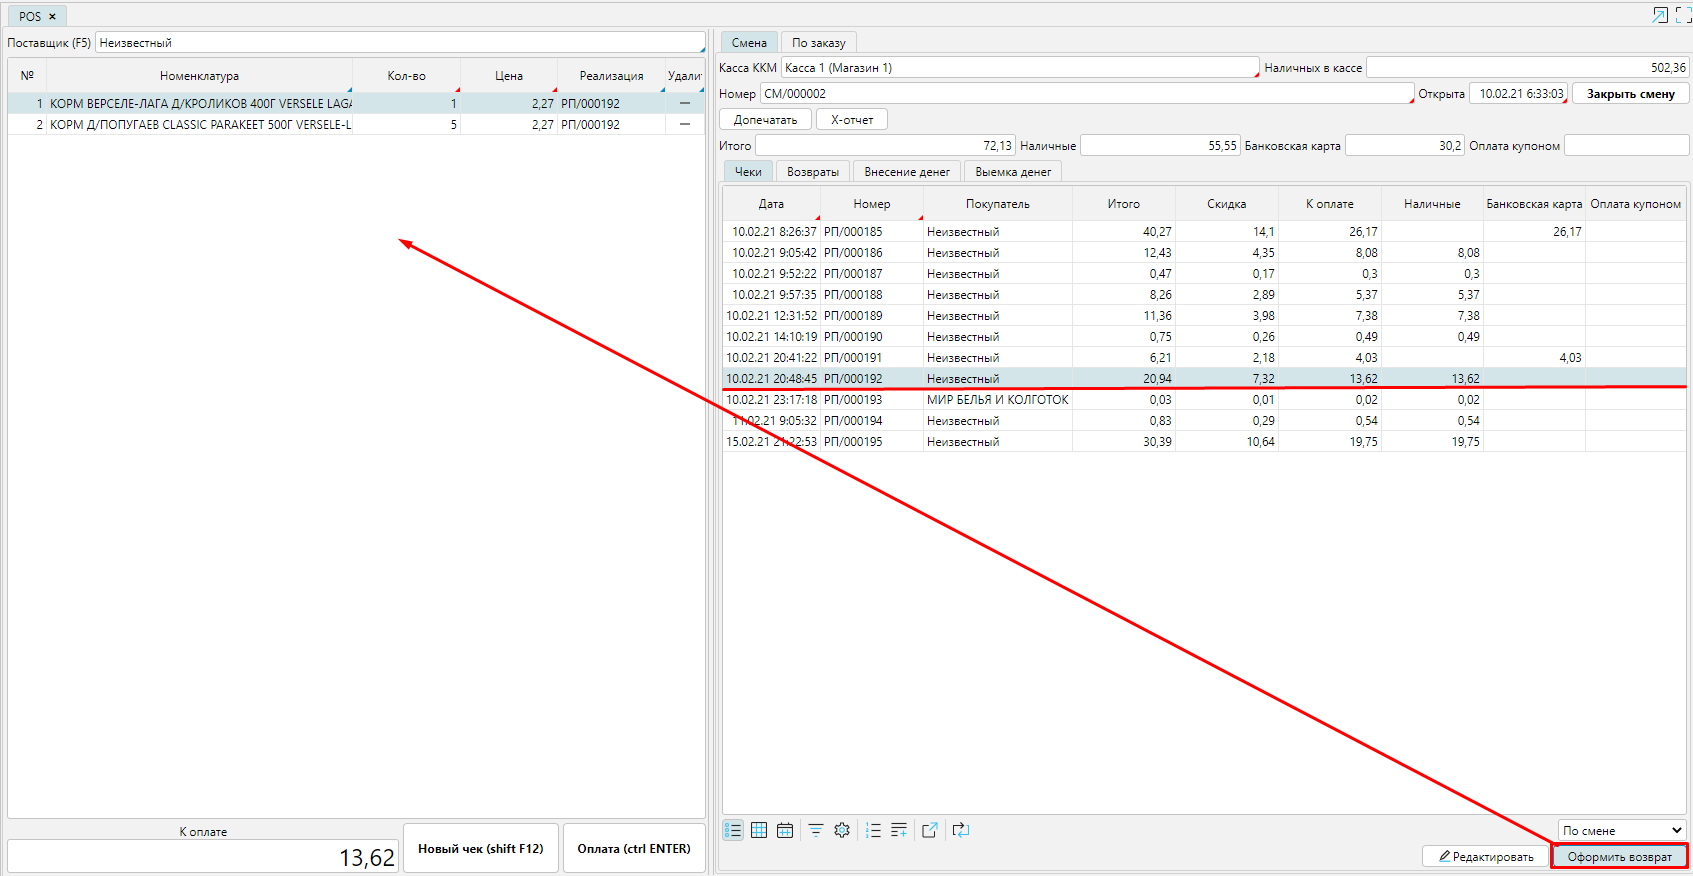 POS ×
Поставщик (F5) Неизвестный
№ Номенклатура Кол-во Цена Реализация Удалит
1 КОРМ ВЕРСЕЛЕ-ЛАГА Д/КРОЛИКОВ 400Г VERSELE LAGA 1 2,27 РП/000192 —
2 КОРМ Д/ПОПУГАЕВ CLASSIC PARAKEET 500Г VERSELE-L 5 2,27 РП/000192 —
К оплате
13,62
Новый чек (shift F12)
Оплата (ctrl ENTER)
Смена По заказу
Касса ККМ Касса 1 (Магазин 1) Наличных в кассе 502,36
Номер СМ/000002 Открыта 10.02.21 6:33:03 Закрыть смену
Допечатать X-отчет
Итого 72,13 Наличные 55,55 Банковская карта 30,2 Оплата купоном
Чеки Возвраты Внесение денег Выемка денег
Дата Номер Покупатель Итого Скидка К оплате Наличные Банковская карта Оплата купоном
10.02.21 8:26:37 РП/000185 Неизвестный 40,27 14,1 26,17 26,17
10.02.21 9:05:42 РП/000186 Неизвестный 12,43 4,35 8,08 8,08
10.02.21 9:52:22 РП/000187 Неизвестный 0,47 0,17 0,3 0,3
10.02.21 9:57:35 РП/000188 Неизвестный 8,26 2,89 5,37 5,37
10.02.21 12:31:52 РП/000189 Неизвестный 11,36 3,98 7,38 7,38
10.02.21 14:10:19 РП/000190 Неизвестный 0,75 0,26 0,49 0,49
10.02.21 20:41:22 РП/000191 Неизвестный 6,21 2,18 4,03 4,03
10.02.21 20:48:45 РП/000192 Неизвестный 20,94 7,32 13,62 13,62
10.02.21 23:17:18 РП/000193 МИР БЕЛЬЯ И КОЛГОТОК 0,03 0,01 0,02 0,02
11.02.21 9:05:32 РП/000194 Неизвестный 0,83 0,29 0,54 0,54
15.02.21 21:22:53 РП/000195 Неизвестный 30,39 10,64 19,75 19,75
По смене
Редактировать Оформить возврат